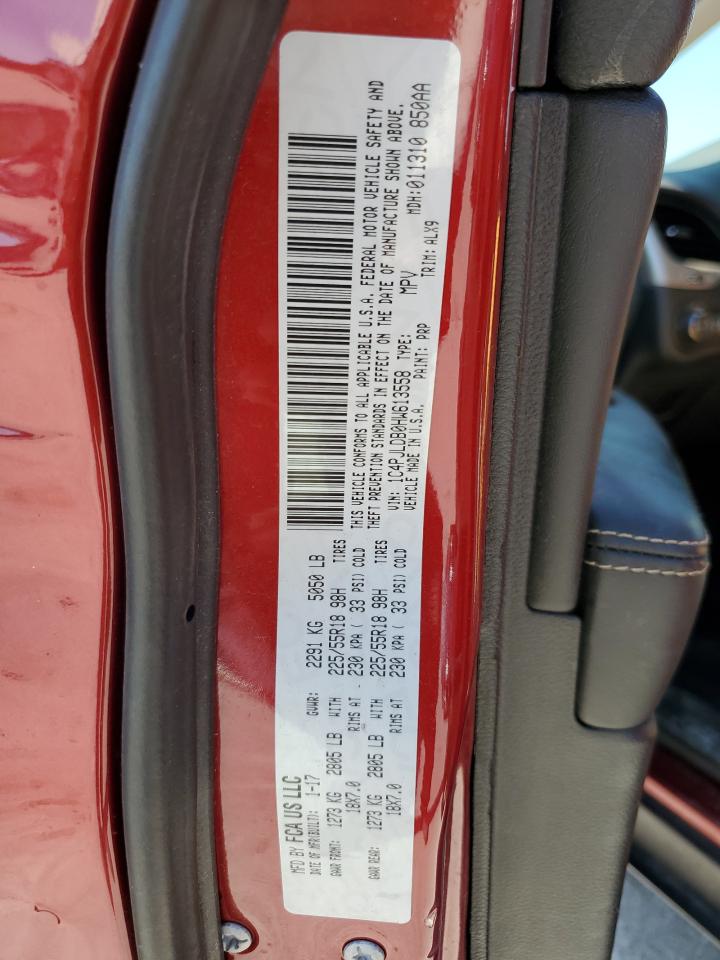 MFD BY FCA US LLC
DATE OF MFR(BUILT): 1-17 GVWR: 2291 KG 5050 LB
GAWR FRONT: 1273 KG 2805 LB WITH 225/55R18 98H TIRES
18X7.0 RIMS AT 230 KPA ( 33 PSI) COLD
GAWR REAR: 1273 KG 2805 LB WITH 225/55R18 98H TIRES
18X7.0 RIMS AT 230 KPA ( 33 PSI) COLD
THIS VEHICLE CONFORMS TO ALL APPLICABLE U.S.A. FEDERAL MOTOR VEHICLE SAFETY AND
THEFT PREVENTION STANDARDS IN EFFECT ON THE DATE OF MANUFACTURE SHOWN ABOVE.
VIN: 1C4PJLDB0HW613558 TYPE: MPV MDH:011310 850AA
VEHICLE MADE IN U.S.A. PAINT: PRP TRIM: ALX9